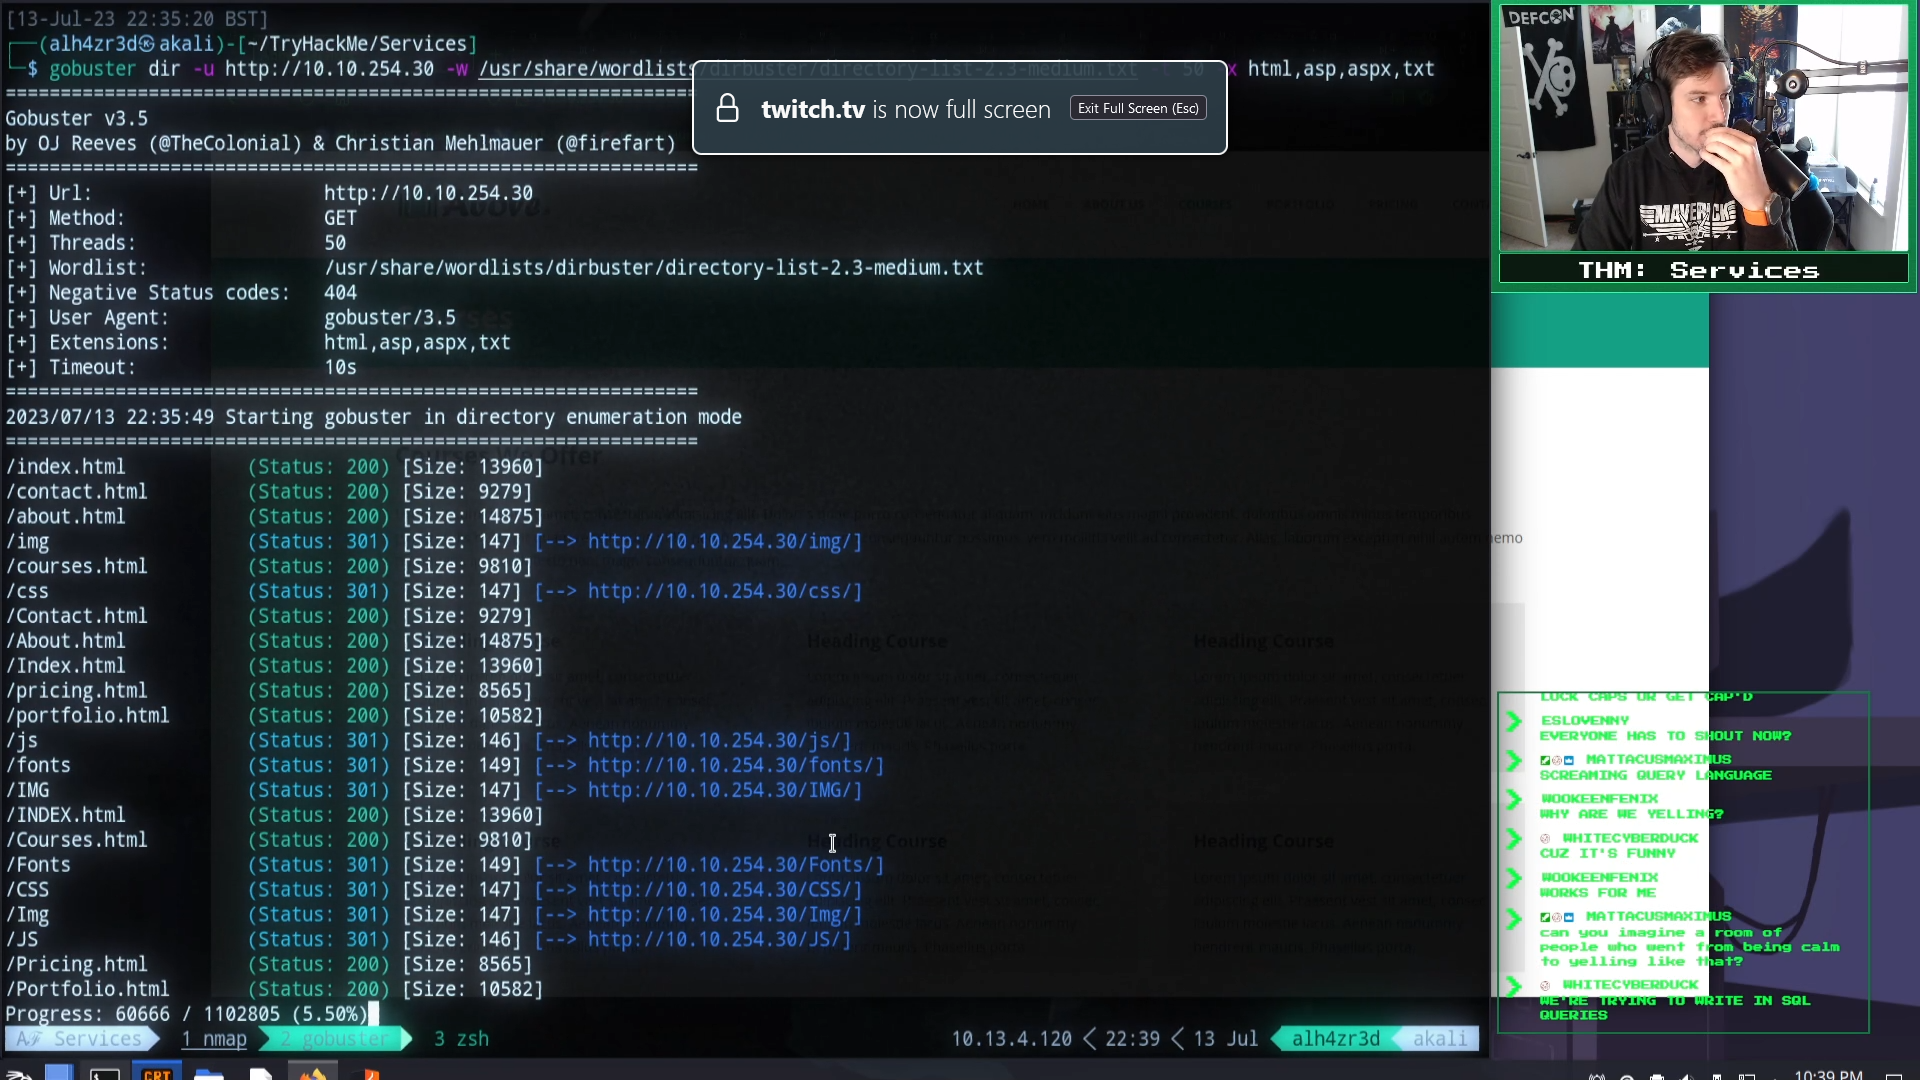 [13-Jul-23 22:35:20 BST]
(alh4zr3d㉿akali)-[~/TryHackMe/Services]
$ gobuster dir -u http://10.10.254.30 -w /usr/share/wordlists/dirbuster/directory-list-2.3-medium.txt 50 x html,asp,aspx,txt
twitch.tv is now full screen Exit Full Screen (Esc)
Gobuster v3.5
by OJ Reeves (@TheColonial) & Christian Mehlmauer (@firefart)
[+] Url: http://10.10.254.30
[+] Method: GET
[+] Threads: 50
[+] Wordlist: /usr/share/wordlists/dirbuster/directory-list-2.3-medium.txt
[+] Negative Status codes: 404
[+] User Agent: gobuster/3.5
[+] Extensions: html,asp,aspx,txt
[+] Timeout: 10s
2023/07/13 22:35:49 Starting gobuster in directory enumeration mode
/index.html (Status: 200) [Size: 13960]
/contact.html (Status: 200) [Size: 9279]
/about.html (Status: 200) [Size: 14875]
/img (Status: 301) [Size: 147] [--> http://10.10.254.30/img/]
/courses.html (Status: 200) [Size: 9810]
/css (Status: 301) [Size: 147] [--> http://10.10.254.30/css/]
/Contact.html (Status: 200) [Size: 9279]
/About.html (Status: 200) [Size: 14875]
/Index.html (Status: 200) [Size: 13960]
/pricing.html (Status: 200) [Size: 8565]
/portfolio.html (Status: 200) [Size: 10582]
/js (Status: 301) [Size: 146] [--> http://10.10.254.30/js/]
/fonts (Status: 301) [Size: 149] [--> http://10.10.254.30/fonts/]
/IMG (Status: 301) [Size: 147] [--> http://10.10.254.30/IMG/]
/INDEX.html (Status: 200) [Size: 13960]
/Courses.html (Status: 200) [Size: 9810]
/Fonts (Status: 301) [Size: 149] [--> http://10.10.254.30/Fonts/]
/CSS (Status: 301) [Size: 147] [--> http://10.10.254.30/CSS/]
/Img (Status: 301) [Size: 147] [--> http://10.10.254.30/Img/]
/JS (Status: 301) [Size: 146] [--> http://10.10.254.30/JS/]
/Pricing.html (Status: 200) [Size: 8565]
/Portfolio.html (Status: 200) [Size: 10582]
Progress: 60666 / 1102805 (5.50%)
Services 1 nmap 2 gobuster 3 zsh 10.13.4.120 < 22:39 < 13 Jul alh4zr3d akali
Courses We Offer
Heading Course Heading Course
Heading Course Heading Course
nemo
DEFCON
MAVERICK
THM: Services
LOCK CAPS OR GET CAP'D
ESLOVENNY
EVERYONE HAS TO SHOUT NOW?
MATTACUSMAXIMUS
SCREAMING QUERY LANGUAGE
WOOKEENFENIX
WHY ARE WE YELLING?
WHITECYBERDUCK
CUZ IT'S FUNNY
WOOKEENFENIX
WORKS FOR ME
MATTACUSMAXIMUS
can you imagine a room of
people who went from being calm
to yelling like that?
WHITECYBERDUCK
WE'RE TRYING TO WRITE IN SQL
QUERIES
CRT
10:39 PM